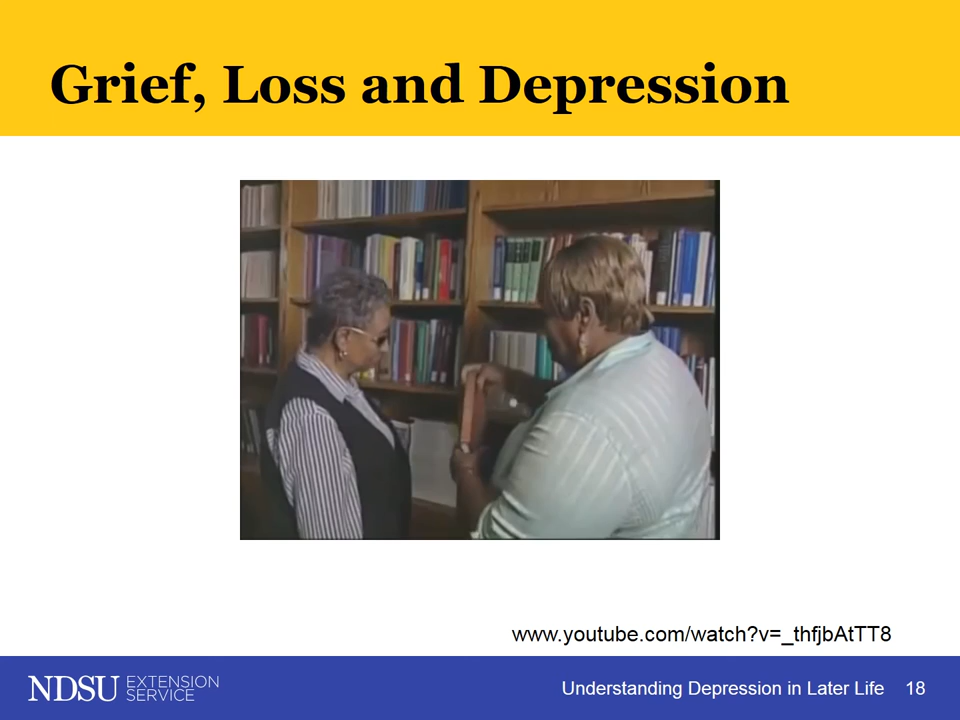 Grief, Loss and Depression
www.youtube.com/watch?v=_thfjbAtTT8
NDSU EXTENSION
SERVICE
Understanding Depression in Later Life 18